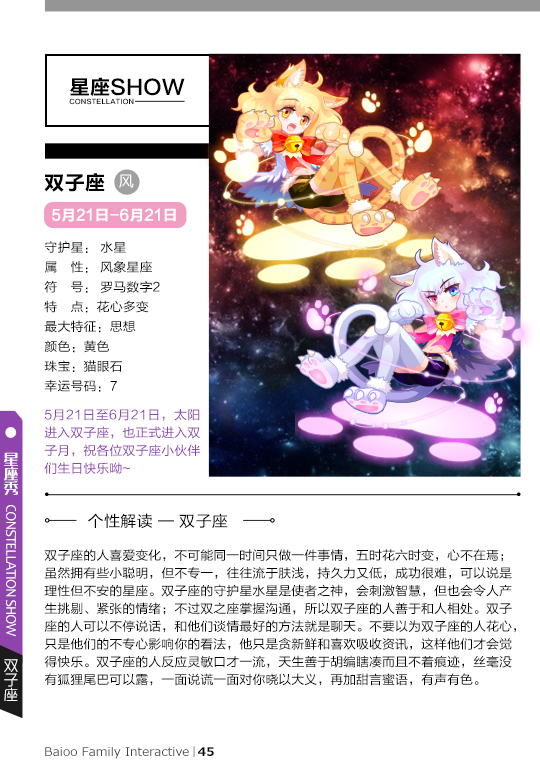 星座SHOW
CONSTELLATION
双子座 风
5月21日-6月21日
守护星： 水星
属　性： 风象星座
符　号： 罗马数字2
特　点：花心多变
最大特征：思想
颜色：黄色
珠宝：猫眼石
幸运号码：7
5月21日至6月21日，太阳
进入双子座，也正式进入双
子月，祝各位双子座小伙伴
们生日快乐呦~
个性解读 — 双子座
双子座的人喜爱变化，不可能同一时间只做一件事情，五时花六时变，心不在焉；
虽然拥有些小聪明，但不专一，往往流于肤浅，持久力又低，成功很难，可以说是
理性但不安的星座。双子座的守护星水星是使者之神，会刺激智慧，但也会令人产
生挑剔、紧张的情绪；不过双之座掌握沟通，所以双子座的人善于和人相处。双子
座的人可以不停说话，和他们谈情最好的方法就是聊天。不要以为双子座的人花心，
只是他们的不专心影响你的看法，他只是贪新鲜和喜欢吸收资讯，这样他们才会觉
得快乐。双子座的人反应灵敏口才一流，天生善于胡编瞎凑而且不着痕迹，丝毫没
有狐狸尾巴可以露，一面说谎一面对你晓以大义，再加甜言蜜语，有声有色。
星座秀 CONSTELLATION SHOW
双子座
Baioo Family Interactive | 45